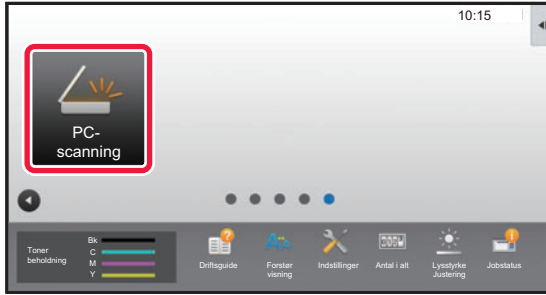 10:15
PC-
scanning
Toner
beholdning
Bk
C
M
Y
Driftsguide
Forstør
visning
Indstillinger
Antal i alt
Lysstyrke
Justering
Jobstatus